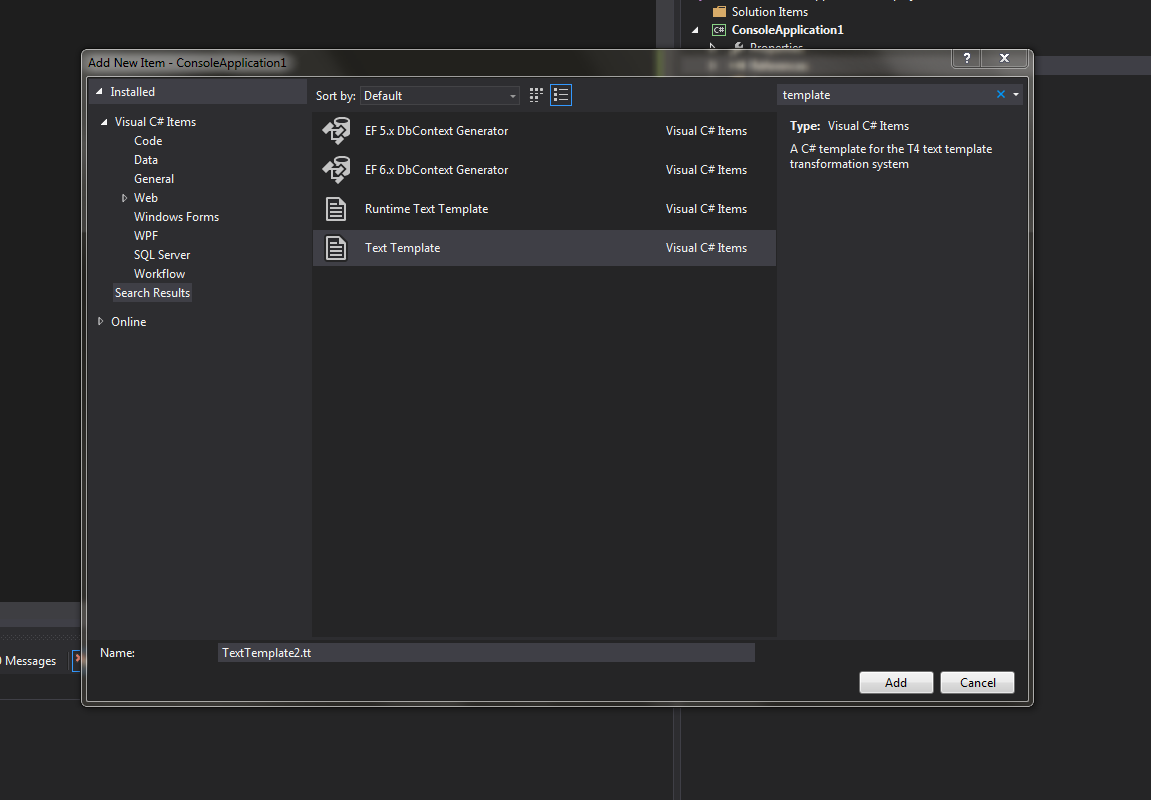 Solution Items
C# ConsoleApplication1
Properties
References
Add New Item - ConsoleApplication1
?
Installed
Sort by: Default
template
Visual C# Items
Code
Data
General
Web
Windows Forms
WPF
SQL Server
Workflow
Search Results
Online
EF 5.x DbContext Generator Visual C# Items
EF 6.x DbContext Generator Visual C# Items
Runtime Text Template Visual C# Items
Text Template Visual C# Items
Type: Visual C# Items
A C# template for the T4 text template
transformation system
0 Messages
Name: TextTemplate2.tt
Add Cancel